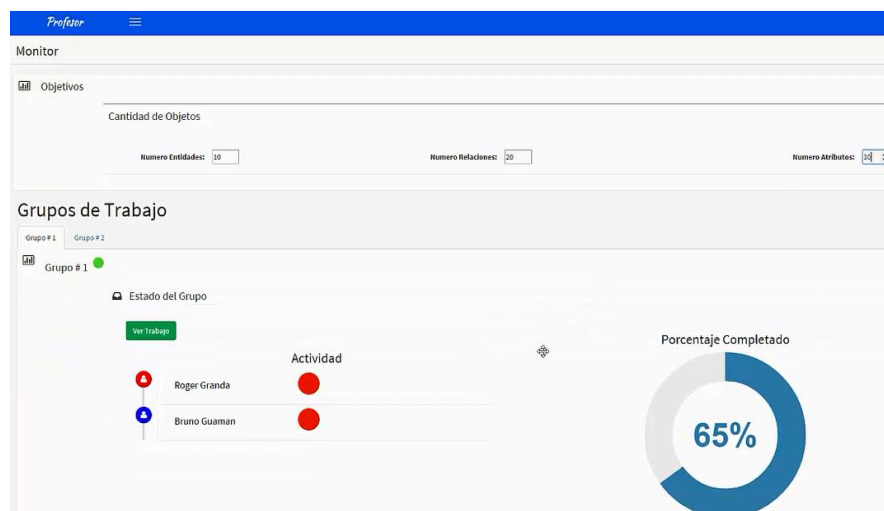 Profesor
Monitor
Objetivos
Cantidad de Objetos
Numero Entidades: 10 Numero Relaciones: 20 Numero Atributos: 30
Grupos de Trabajo
Grupo # 1 Grupo # 2
Grupo # 1
Estado del Grupo
Ver Trabajo
Porcentaje Completado
Actividad
Roger Granda
Bruno Guaman
65%